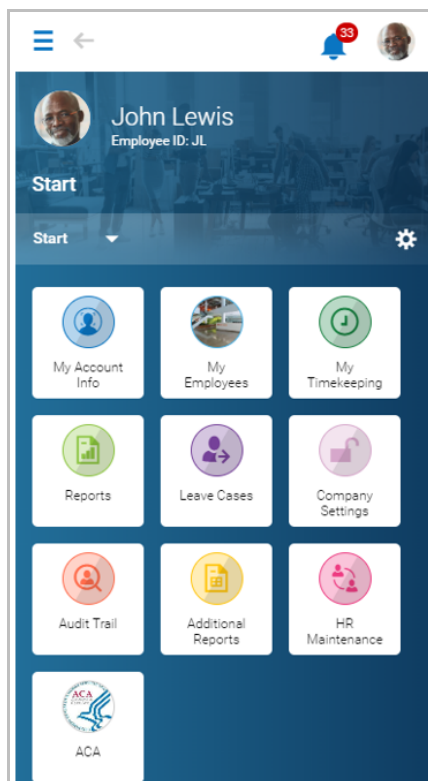 33
John Lewis
Employee ID: JL
Start
Start
My Account
Info
My
Employees
My
Timekeeping
Reports
Leave Cases
Company
Settings
Audit Trail
Additional
Reports
HR
Maintenance
ACA
ACA